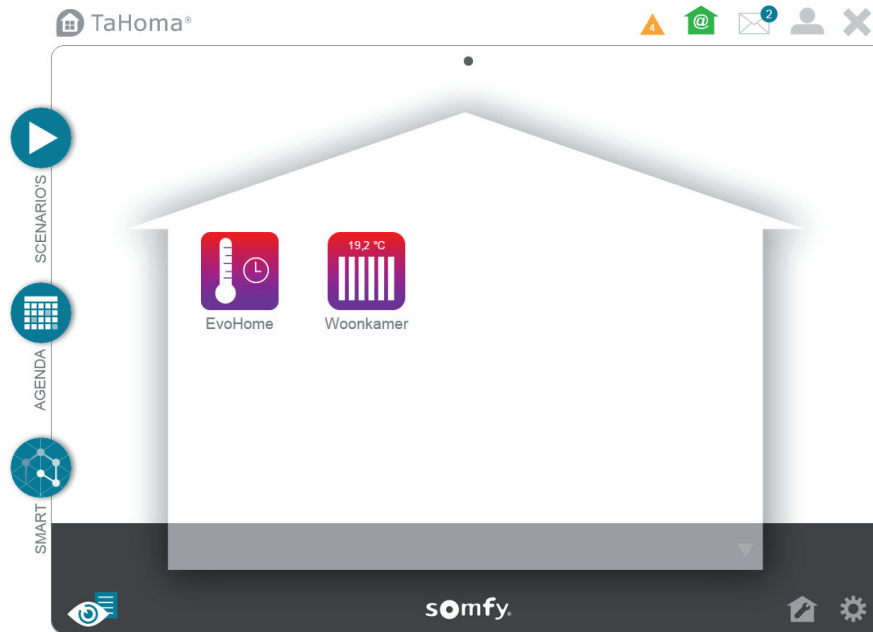 TaHoma®
4
@
2
SCENARIO'S
AGENDA
SMART
19,2 °C
EvoHome
Woonkamer
somfy.